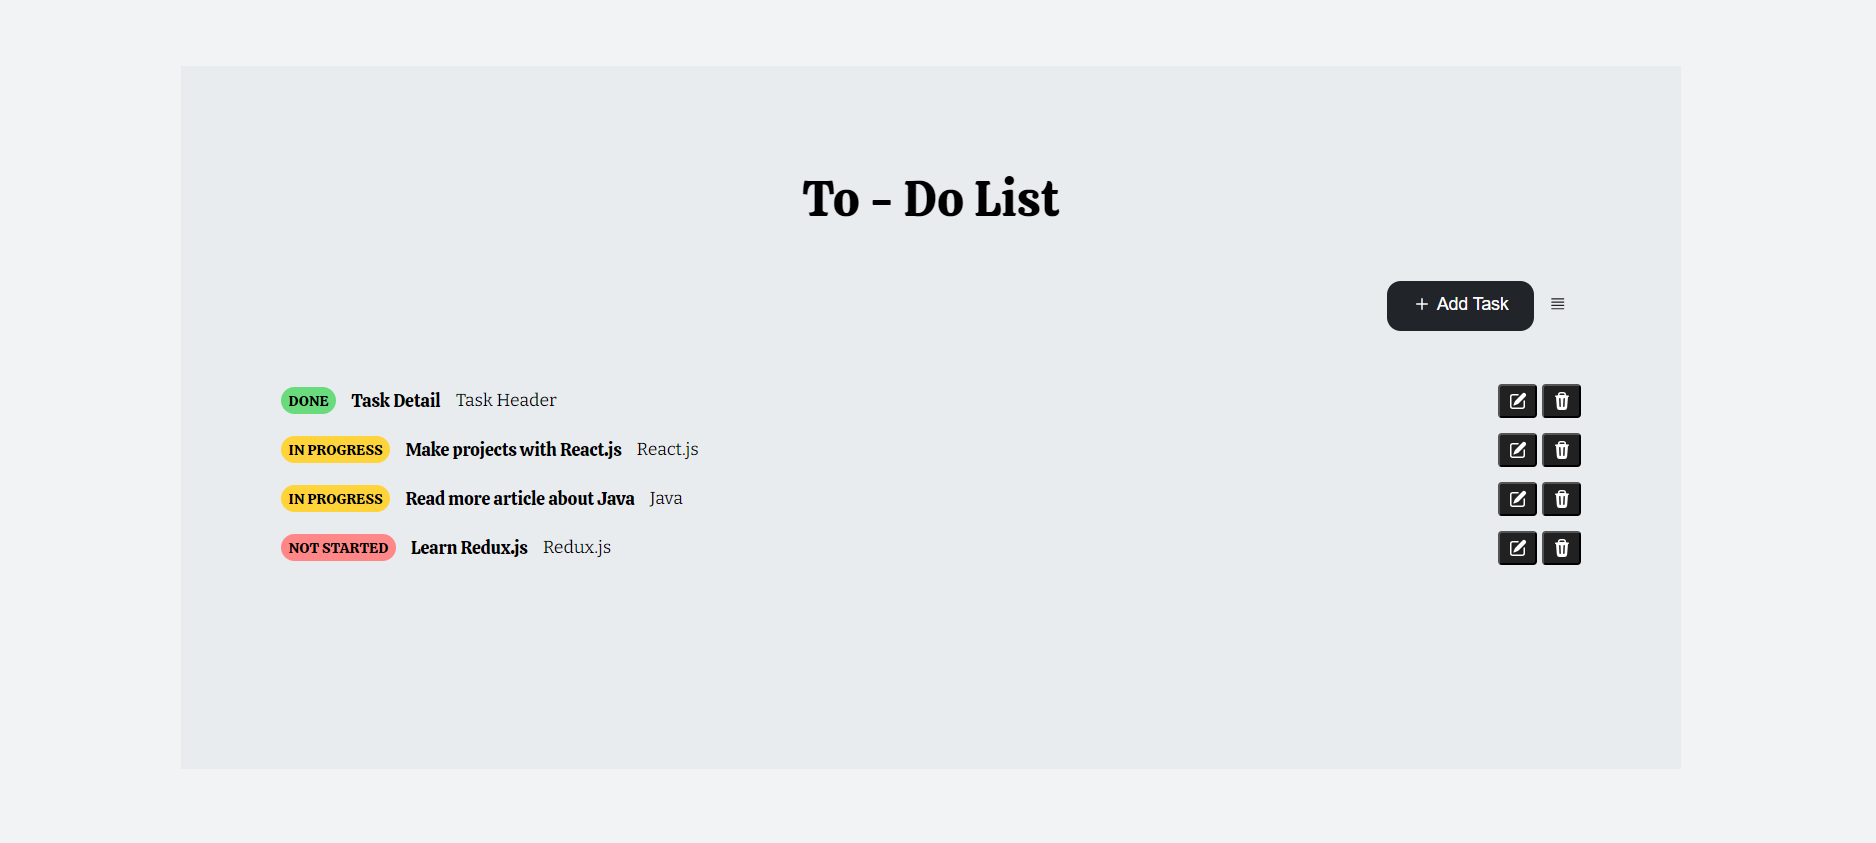 To - Do List
+ Add Task
DONE Task Detail Task Header
IN PROGRESS Make projects with React.js React.js
IN PROGRESS Read more article about Java Java
NOT STARTED Learn Redux.js Redux.js